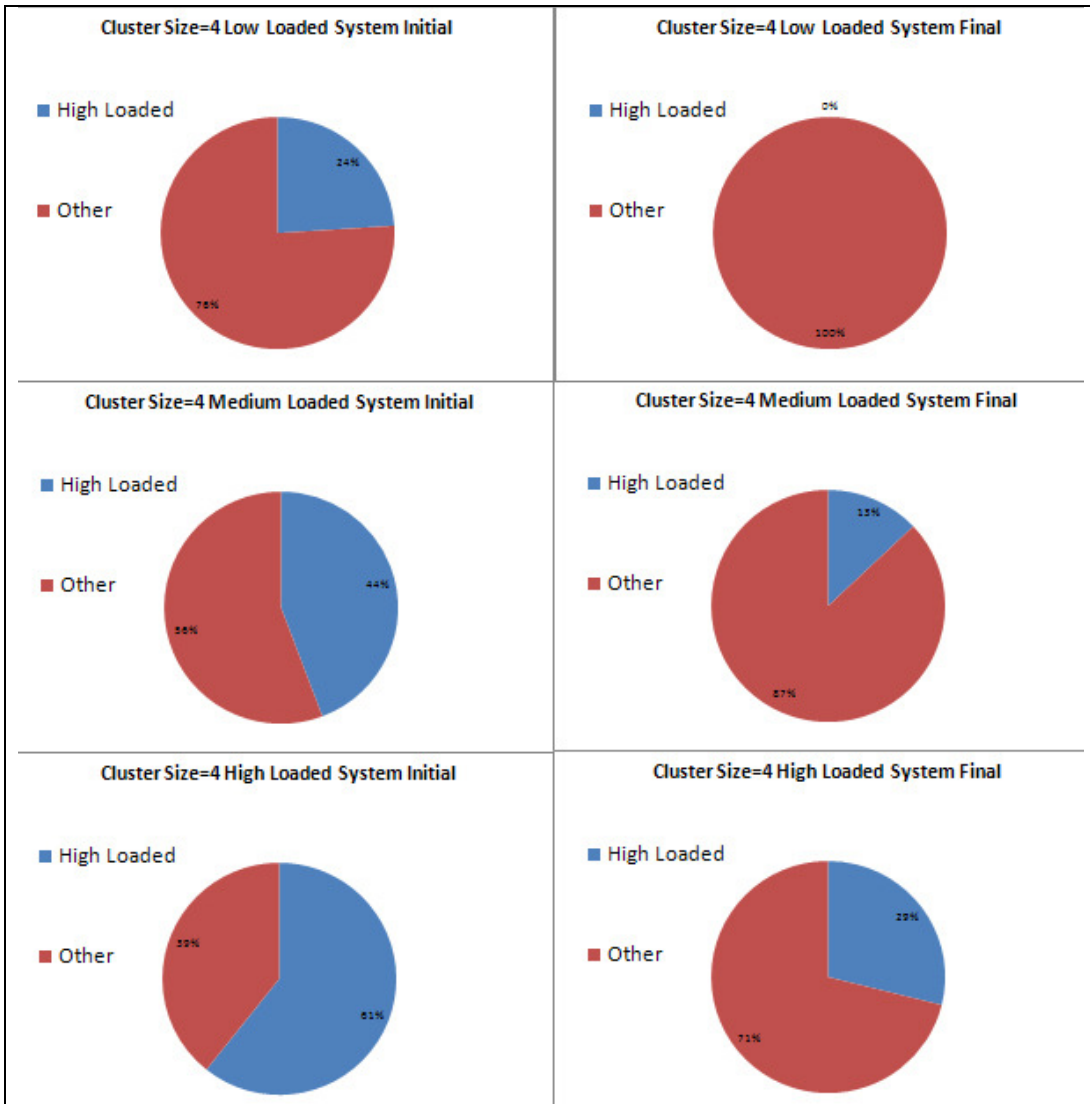 Cluster Size=4 Low Loaded System Initial
High Loaded
24%
Other
76%
Cluster Size=4 Low Loaded System Final
High Loaded
0%
Other
100%
Cluster Size=4 Medium Loaded System Initial
High Loaded
44%
Other
56%
Cluster Size=4 Medium Loaded System Final
High Loaded
13%
Other
87%
Cluster Size=4 High Loaded System Initial
High Loaded
39%
Other
61%
Cluster Size=4 High Loaded System Final
High Loaded
29%
Other
71%